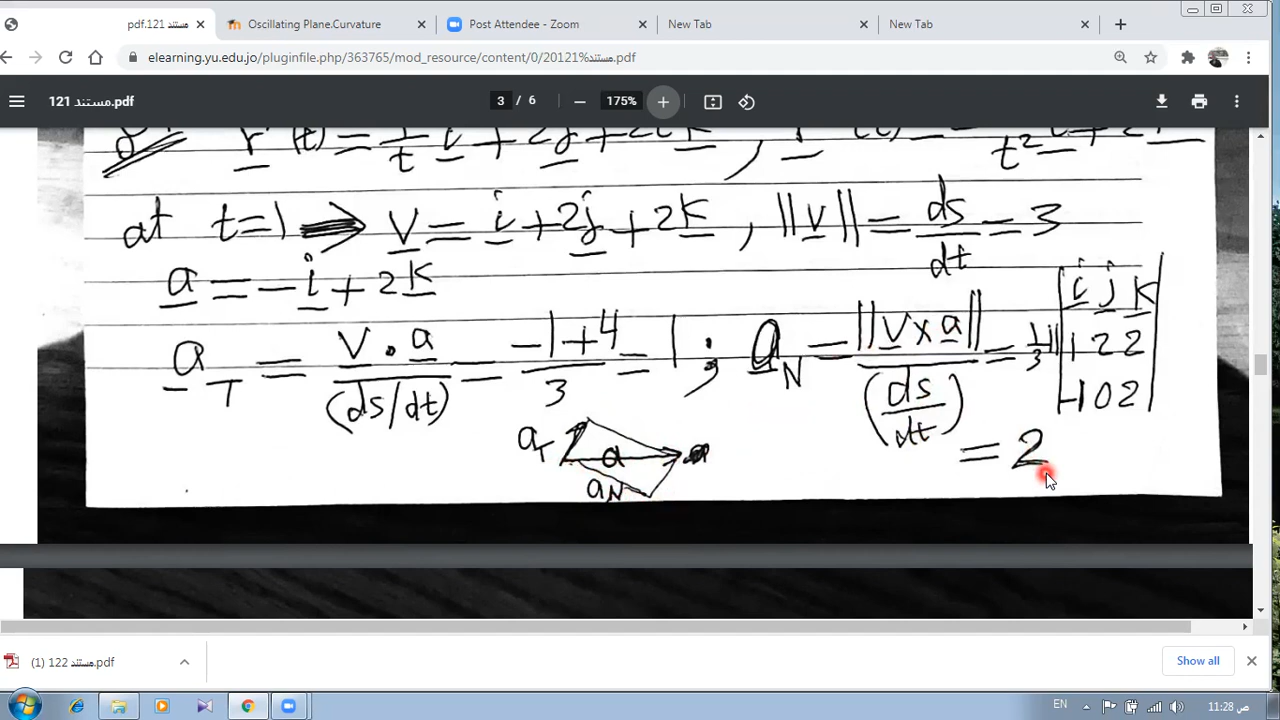 pdf.121 مستند
Oscillating Plane.Curvature
Post Attendee - Zoom
New Tab
New Tab
elearning.yu.edu.jo/pluginfile.php/363765/mod_resource/content/0/20121%مستند.pdf
121 مستند.pdf
3 / 6
175%
r'(t) = 1/t i + 2j + 2t k ,
at t=1 ⟹ v = i + 2j + 2k , ||v|| = ds/dt = 3
a = -i + 2k
a_T = v • a / (ds/dt) = -1+4 / 3 = 1 ; a_N = ||v x a|| / (ds/dt) = 1/3 || | i j k
1 2 2
-1 0 2 |
= 2
a_T
a
a_N
(1) 122 مستند.pdf
Show all
EN
11:28 ص